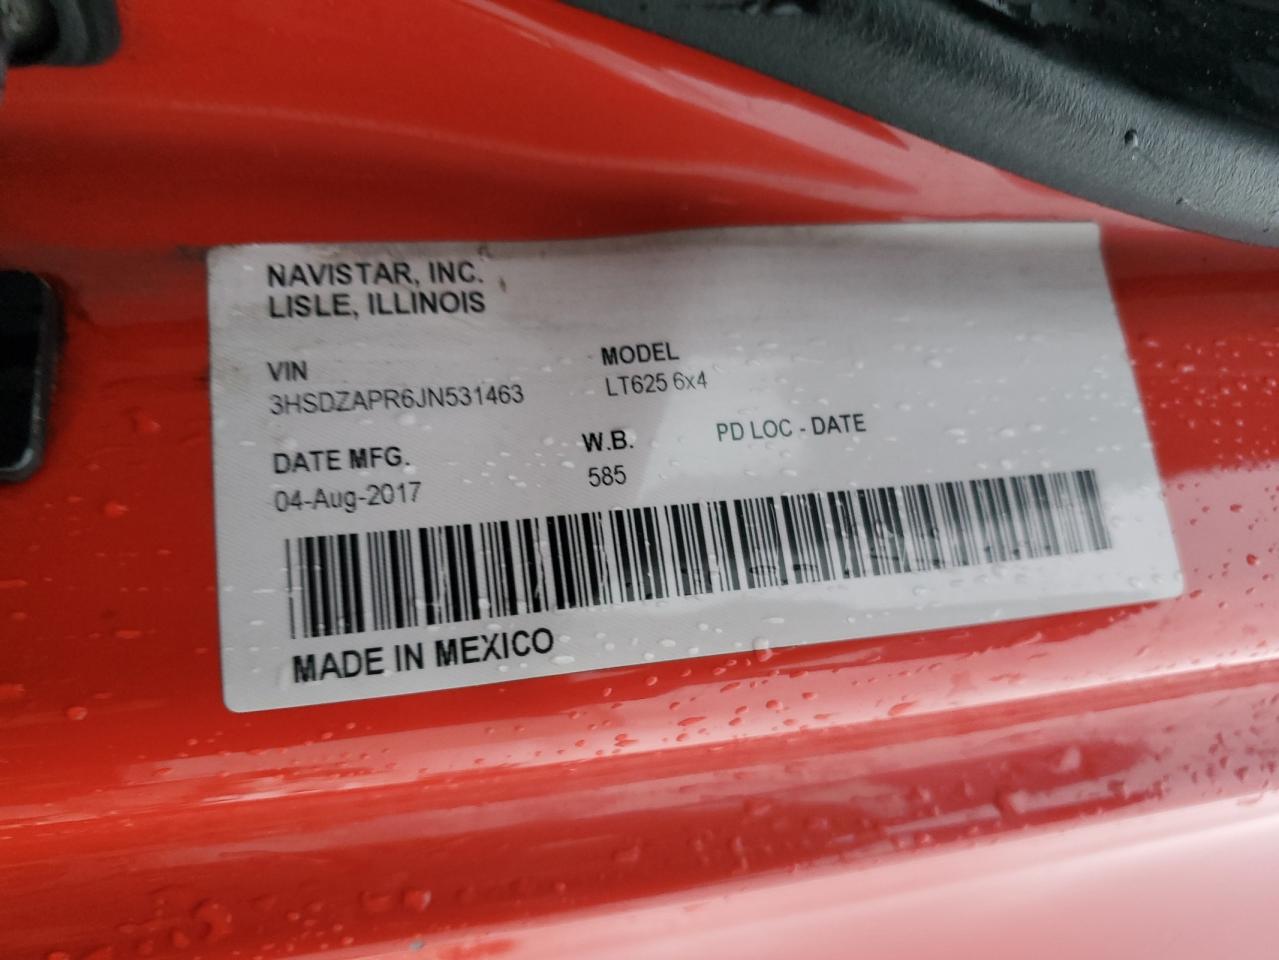 NAVISTAR, INC.
LISLE, ILLINOIS
VIN
MODEL
3HSDZAPR6JN531463
LT625 6x4
DATE MFG.
W.B.
PD LOC - DATE
04-Aug-2017
585
MADE IN MEXICO